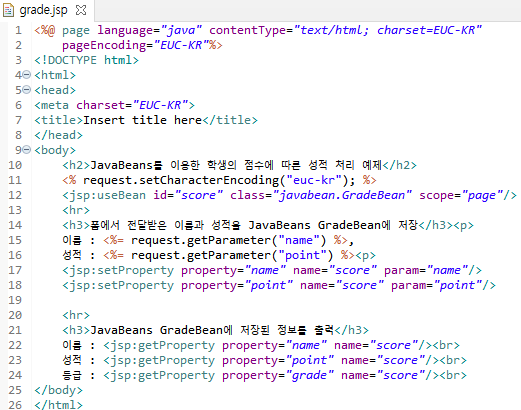 grade.jsp
1 <%@ page language="java" contentType="text/html; charset=EUC-KR"
2     pageEncoding="EUC-KR"%>
3 <!DOCTYPE html>
4 <html>
5 <head>
6 <meta charset="EUC-KR">
7 <title>Insert title here</title>
8 </head>
9 <body>
10     <h2>JavaBeans를 이용한 학생의 점수에 따른 성적 처리 예제</h2>
11     <% request.setCharacterEncoding("euc-kr"); %>
12     <jsp:useBean id="score" class="javabean.GradeBean" scope="page"/>
13     <hr>
14     <h3>폼에서 전달받은 이름과 성적을 JavaBeans GradeBean에 저장</h3><p>
15     이름 : <%= request.getParameter("name") %>,
16     성적 : <%= request.getParameter("point") %><p>
17     <jsp:setProperty property="name" name="score" param="name"/>
18     <jsp:setProperty property="point" name="score" param="point"/>
19
20     <hr>
21     <h3>JavaBeans GradeBean에 저장된 정보를 출력</h3>
22     이름 : <jsp:getProperty property="name" name="score"/><br>
23     성적 : <jsp:getProperty property="point" name="score"/><br>
24     등급 : <jsp:getProperty property="grade" name="score"/><br>
25 </body>
26 </html>